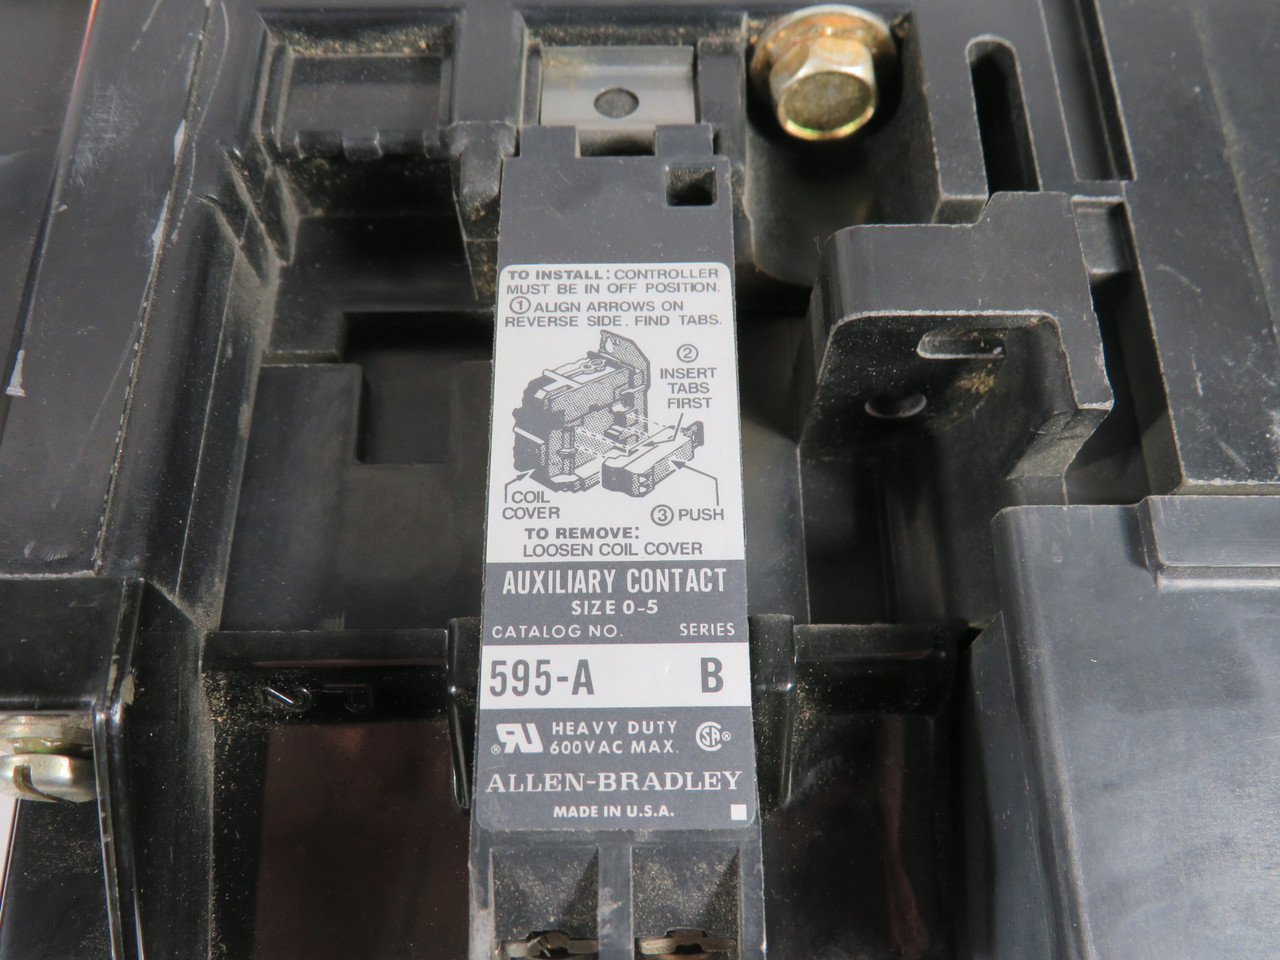 TO INSTALL: CONTROLLER
MUST BE IN OFF POSITION.
① ALIGN ARROWS ON
REVERSE SIDE. FIND TABS.
②
INSERT
TABS
FIRST
COIL
COVER
③ PUSH
TO REMOVE:
LOOSEN COIL COVER
AUXILIARY CONTACT
SIZE 0-5
CATALOG NO. SERIES
595-A B
HEAVY DUTY
600VAC MAX.
ALLEN-BRADLEY
MADE IN U.S.A.